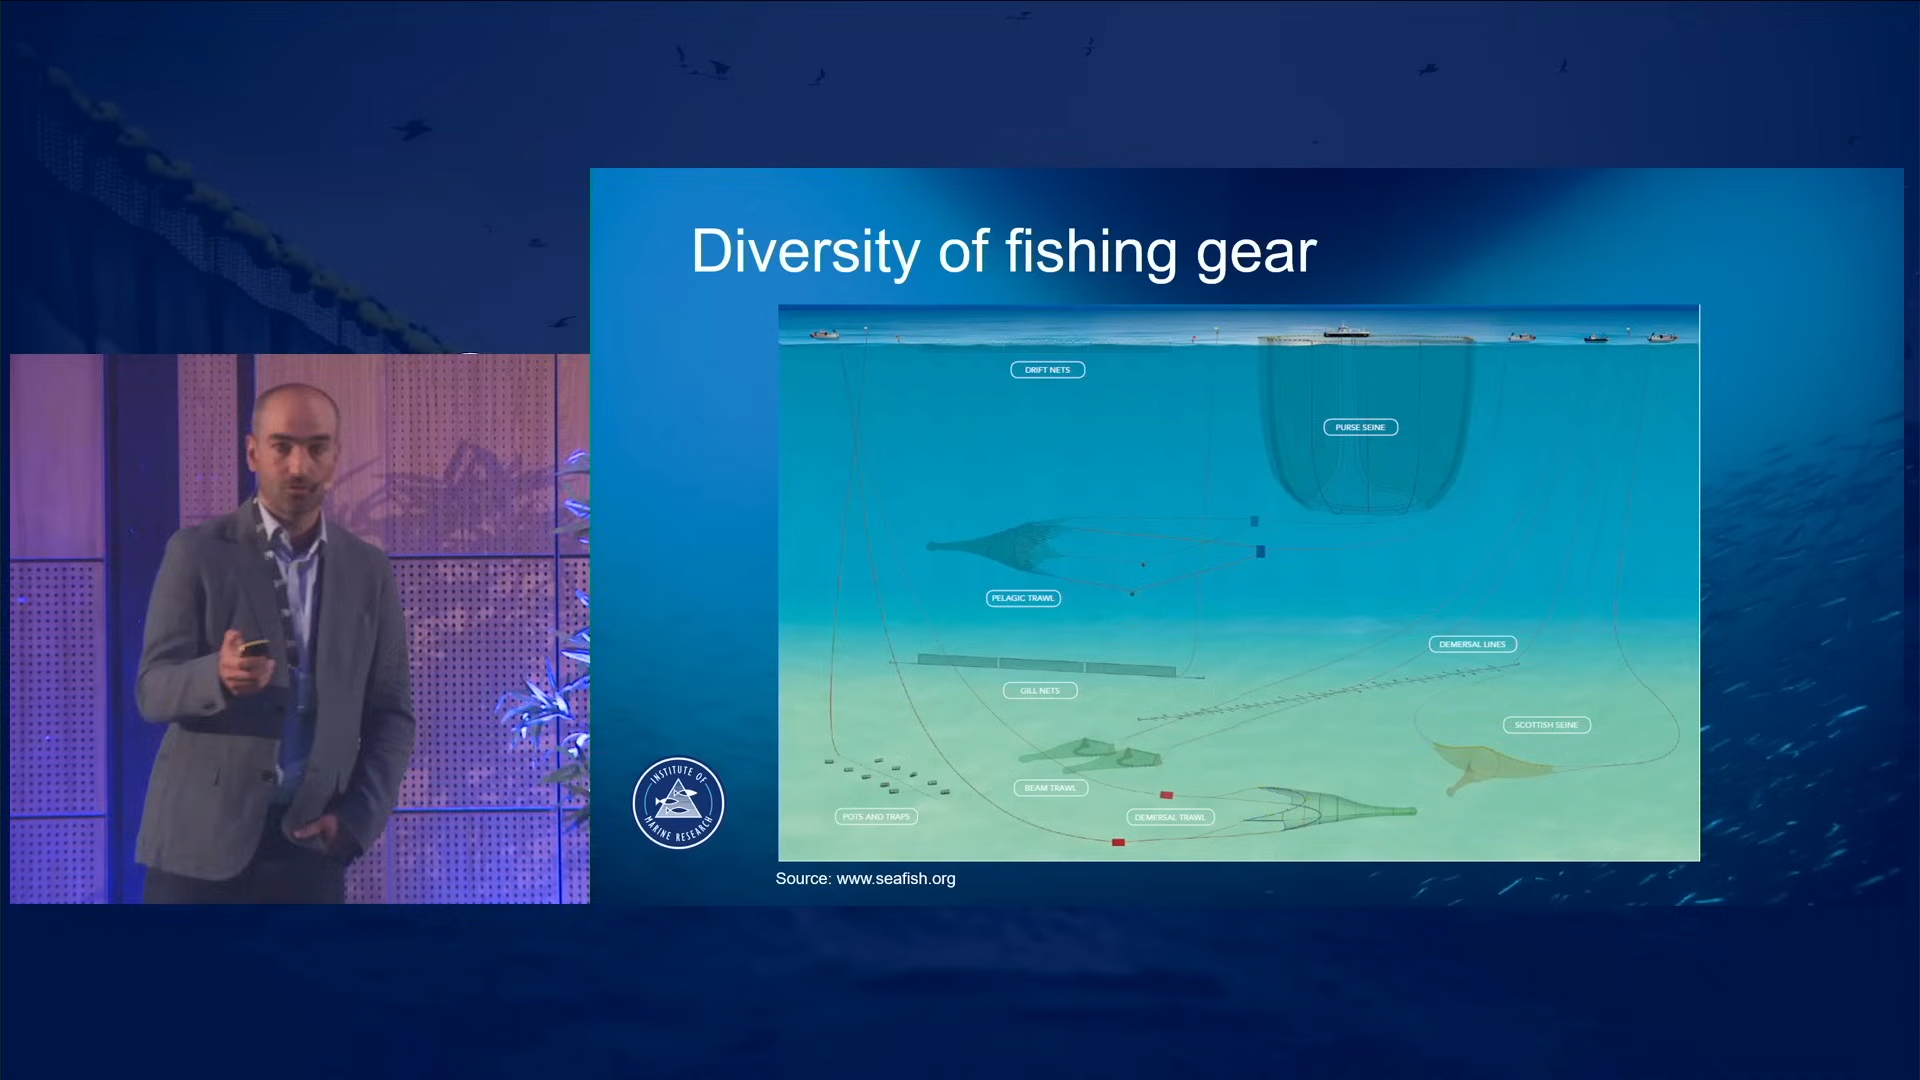 Diversity of fishing gear
DRIFT NETS
PURSE SEINE
PELAGIC TRAWL
DEMERSAL LINES
GILL NETS
SCOTTISH SEINE
BEAM TRAWL
POTS AND TRAPS
DEMERSAL TRAWL
INSTITUTE OF
MARINE RESEARCH
Source: www.seafish.org